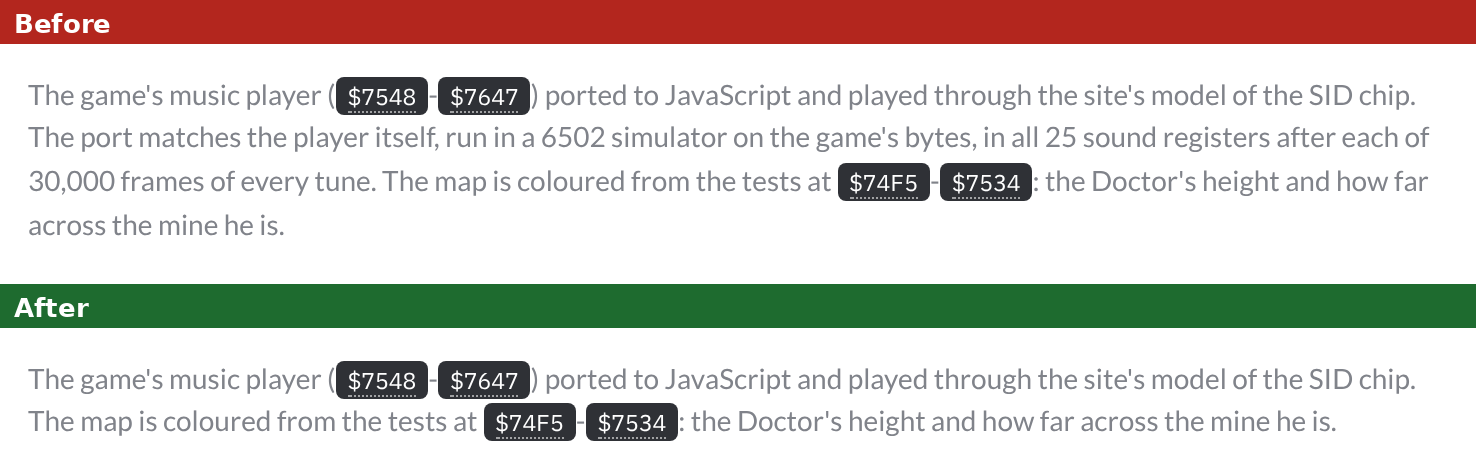 Before
The game's music player ($7548-$7647) ported to JavaScript and played through the site's model of the SID chip.
The port matches the player itself, run in a 6502 simulator on the game's bytes, in all 25 sound registers after each of
30,000 frames of every tune. The map is coloured from the tests at $74F5-$7534: the Doctor's height and how far
across the mine he is.
After
The game's music player ($7548-$7647) ported to JavaScript and played through the site's model of the SID chip.
The map is coloured from the tests at $74F5-$7534: the Doctor's height and how far across the mine he is.